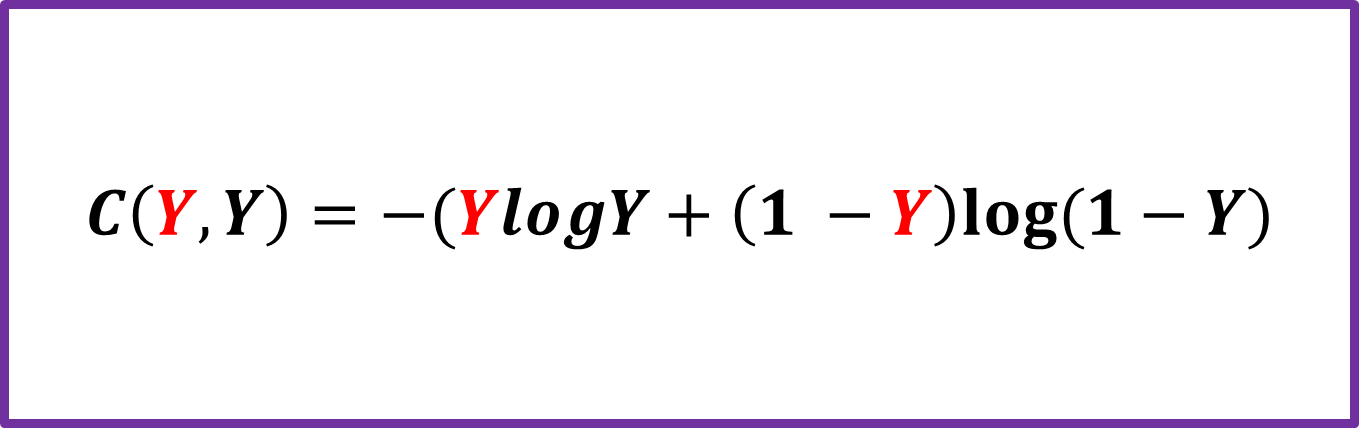 C(Y,Y) = −(YlogY + (1 − Y)log(1 − Y)